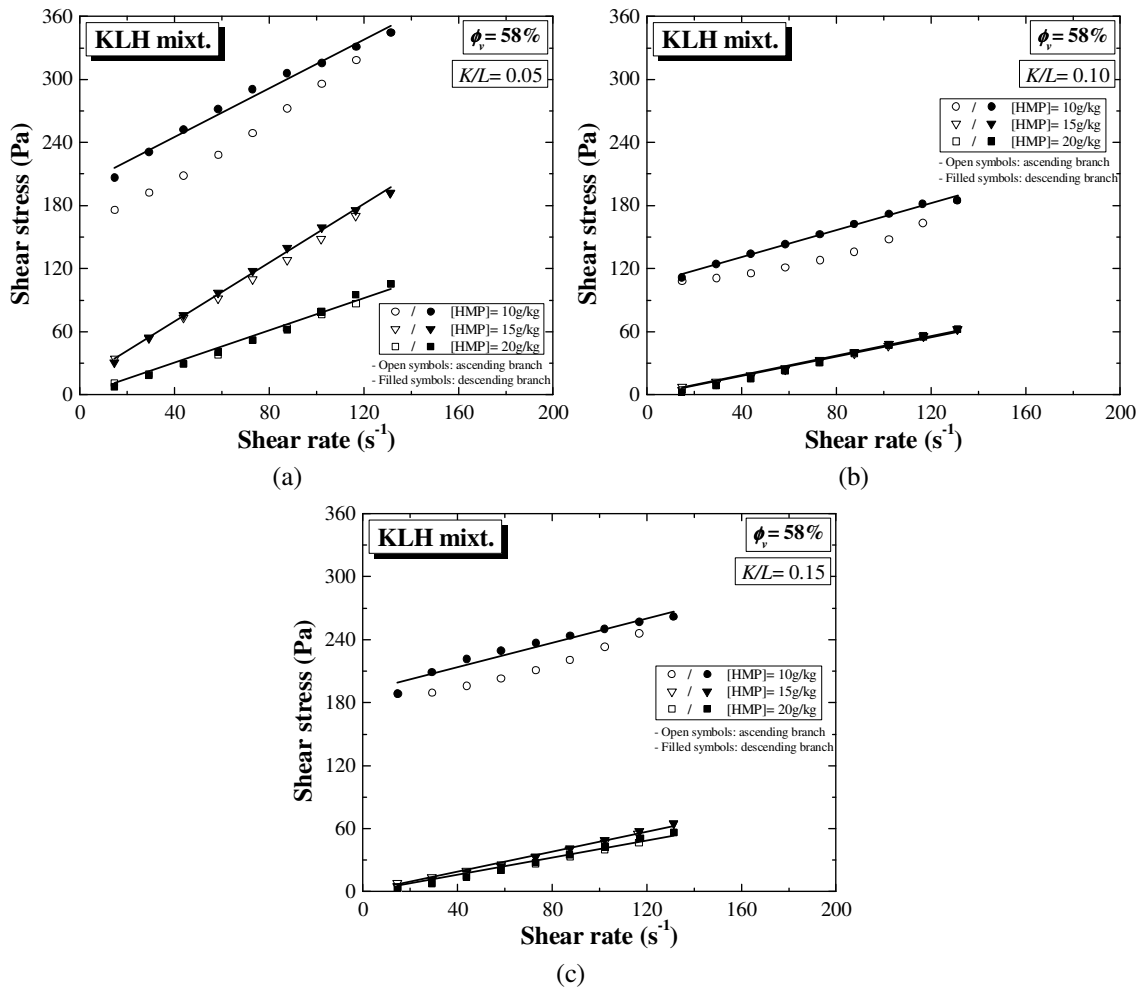 KLH mixt.
ϕv = 58%
K/L= 0.05
Shear stress (Pa)
360
300
240
180
120
60
0
/ [HMP]= 10g/kg
/ [HMP]= 15g/kg
/ [HMP]= 20g/kg
- Open symbols: ascending branch
- Filled symbols: descending branch
0 40 80 120 160 200
Shear rate (s-1)
(a)
KLH mixt.
ϕv = 58%
K/L= 0.10
Shear stress (Pa)
360
300
240
180
120
60
0
/ [HMP]= 10g/kg
/ [HMP]= 15g/kg
/ [HMP]= 20g/kg
- Open symbols: ascending branch
- Filled symbols: descending branch
0 40 80 120 160 200
Shear rate (s-1)
(b)
KLH mixt.
ϕv = 58%
K/L= 0.15
Shear stress (Pa)
360
300
240
180
120
60
0
/ [HMP]= 10g/kg
/ [HMP]= 15g/kg
/ [HMP]= 20g/kg
- Open symbols: ascending branch
- Filled symbols: descending branch
0 40 80 120 160 200
Shear rate (s-1)
(c)